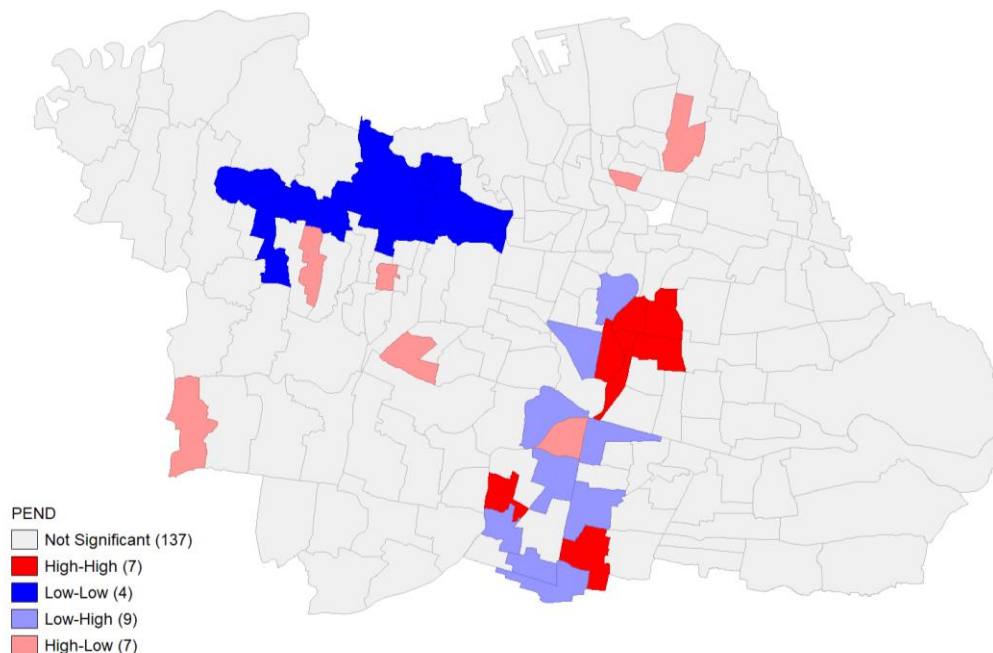 PEND
Not Significant (137)
High-High (7)
Low-Low (4)
Low-High (9)
High-Low (7)